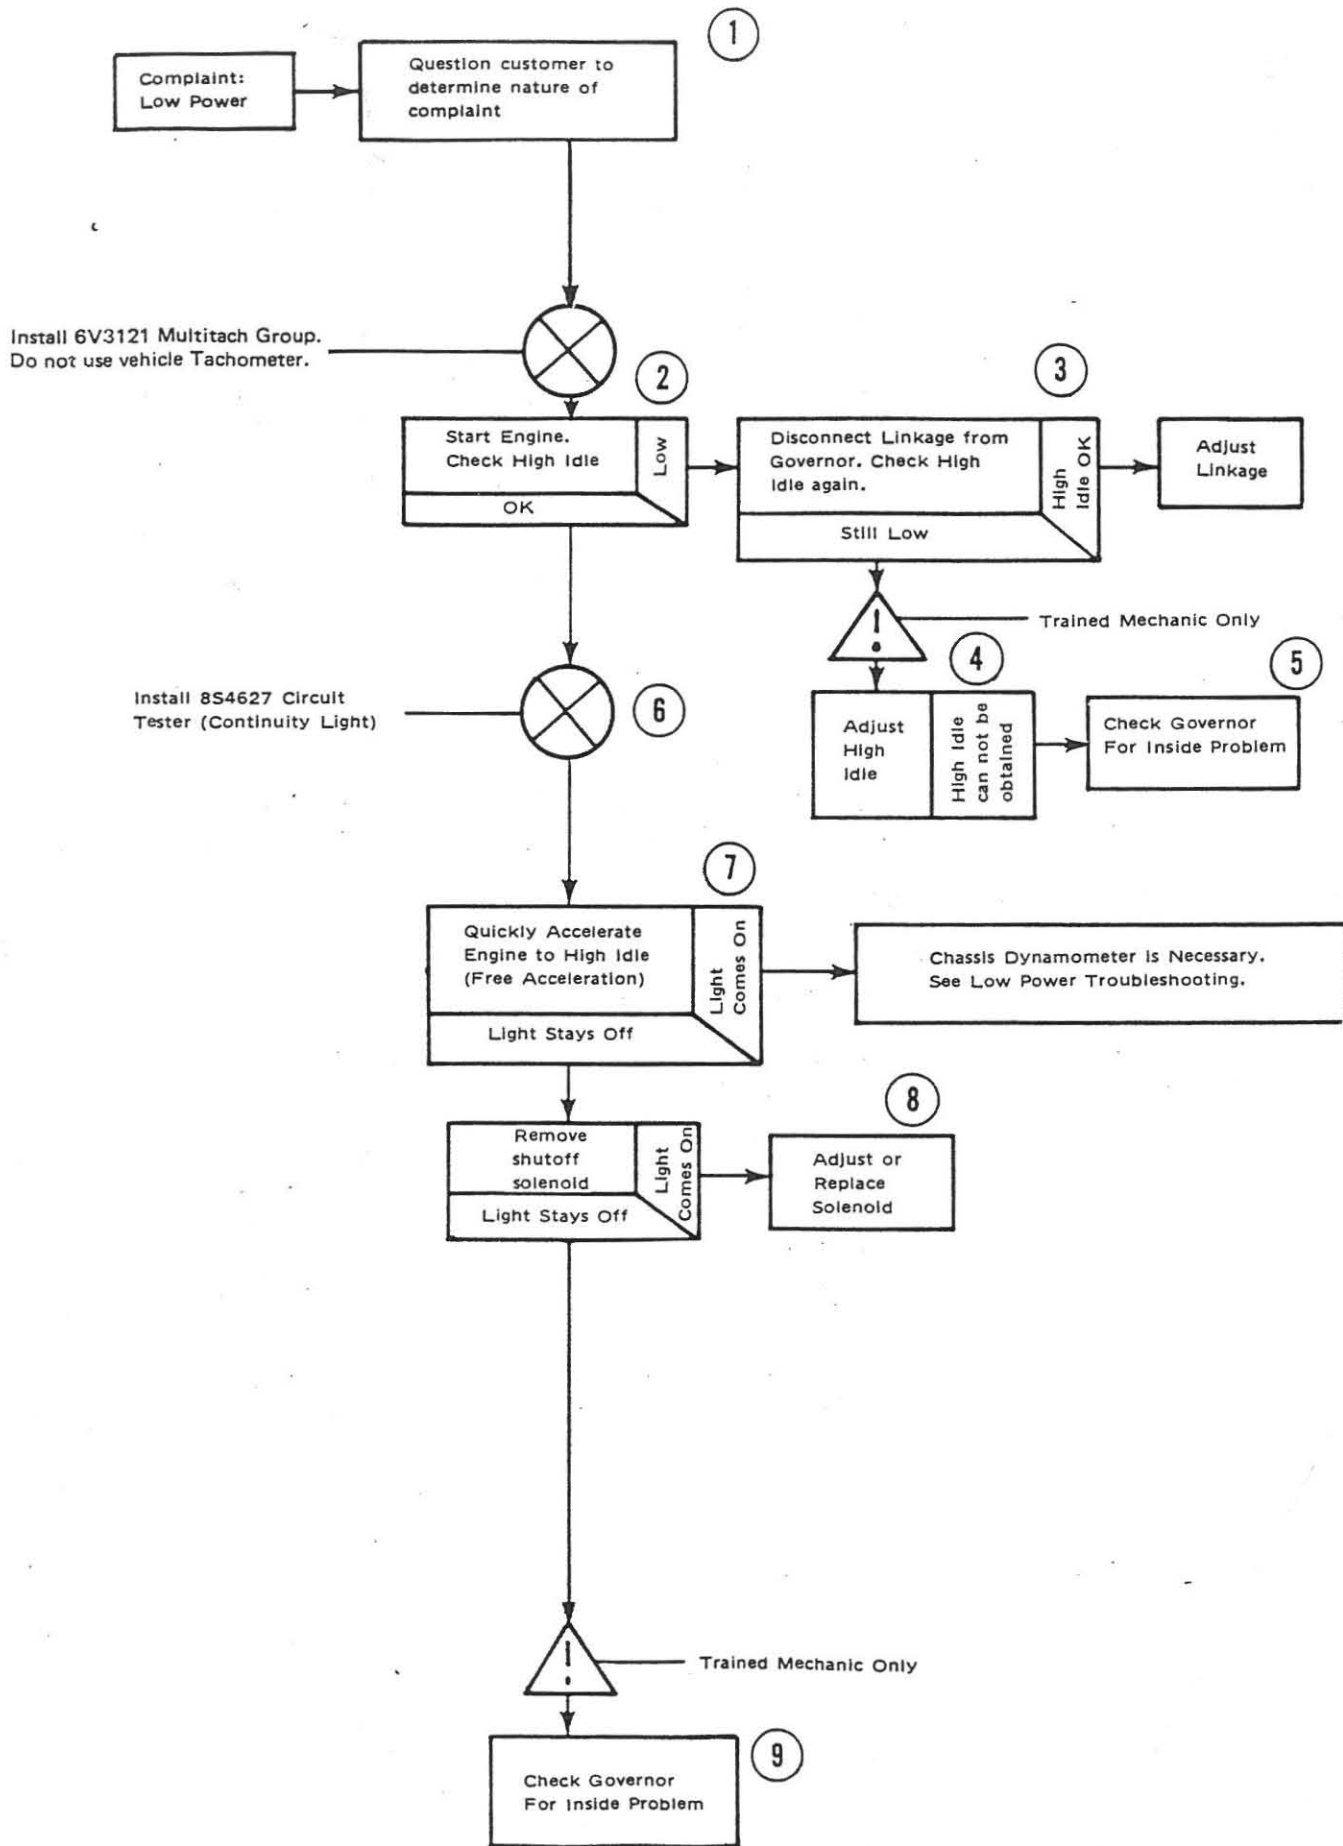 1
Complaint:
Low Power
Question customer to
determine nature of
complaint
Install 6V3121 Multitach Group.
Do not use vehicle Tachometer.
2
Start Engine.
Check High Idle
Low
OK
3
Disconnect Linkage from
Governor. Check High
Idle again.
High
Idle OK
Still Low
Adjust
Linkage
!
Trained Mechanic Only
4
Adjust
High
Idle
High Idle
can not be
obtained
5
Check Governor
For Inside Problem
Install 8S4627 Circuit
Tester (Continuity Light)
6
7
Quickly Accelerate
Engine to High Idle
(Free Acceleration)
Light
Comes On
Light Stays Off
Chassis Dynamometer is Necessary.
See Low Power Troubleshooting.
Remove
shutoff
solenoid
Light
Comes On
Light Stays Off
8
Adjust or
Replace
Solenoid
!
Trained Mechanic Only
9
Check Governor
For Inside Problem